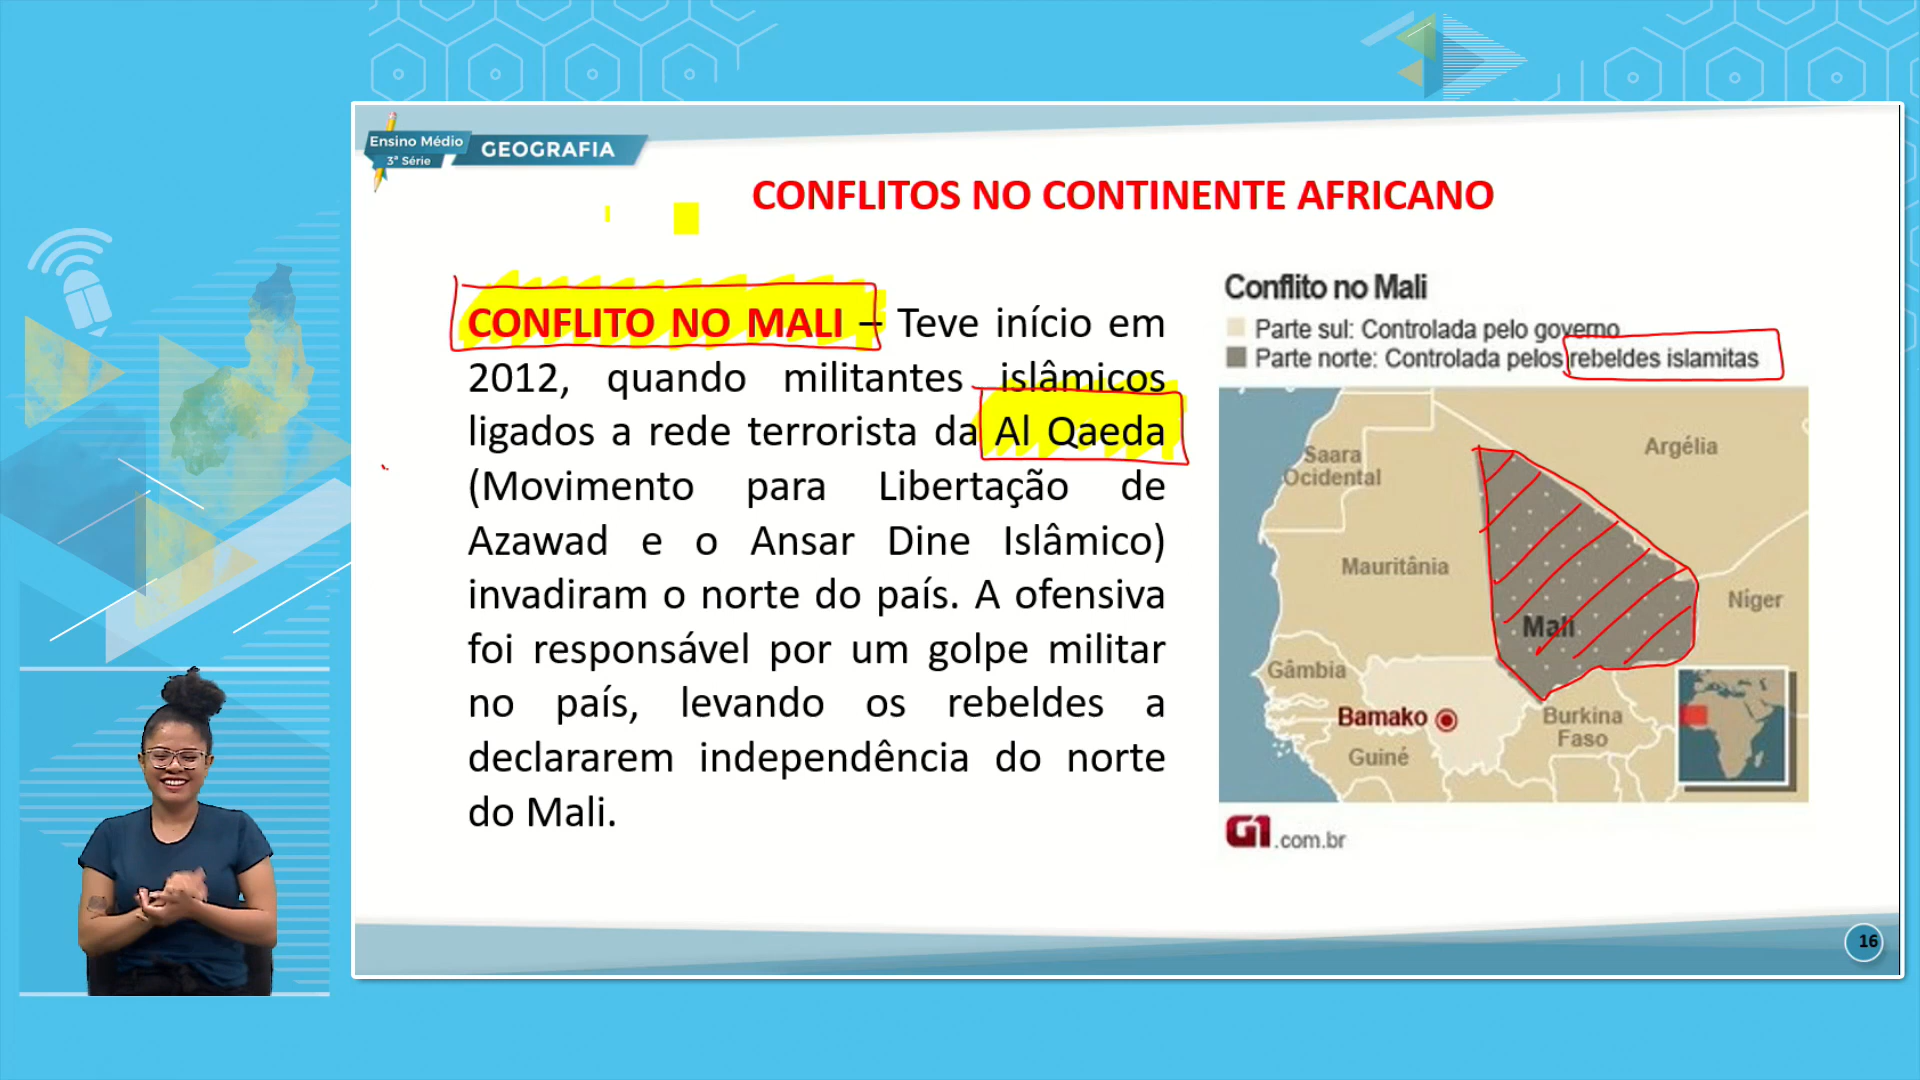 Ensino Médio
3ª Série
GEOGRAFIA
CONFLITOS NO CONTINENTE AFRICANO
CONFLITO NO MALI – Teve início em
2012, quando militantes islâmicos
ligados a rede terrorista da Al Qaeda
(Movimento para Libertação de
Azawad e o Ansar Dine Islâmico)
invadiram o norte do país. A ofensiva
foi responsável por um golpe militar
no país, levando os rebeldes a
declararem independência do norte
do Mali.
Conflito no Mali
Parte sul: Controlada pelo governo
Parte norte: Controlada pelos rebeldes islamitas
Saara
Ocidental
Argélia
Mauritânia
Níger
Mali
Gâmbia
Bamako
Burkina
Faso
Guiné
G1.com.br
16